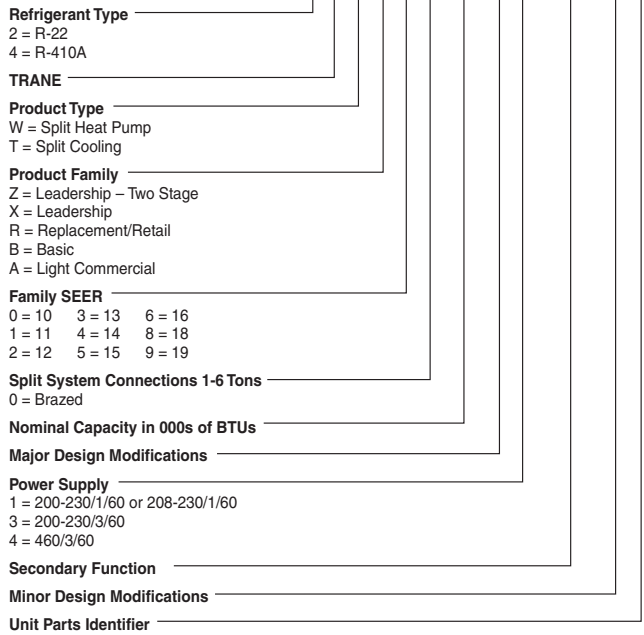 Refrigerant Type
2 = R-22
4 = R-410A
TRANE
Product Type
W = Split Heat Pump
T = Split Cooling
Product Family
Z = Leadership – Two Stage
X = Leadership
R = Replacement/Retail
B = Basic
A = Light Commercial
Family SEER
0 = 10 3 = 13 6 = 16
1 = 11 4 = 14 8 = 18
2 = 12 5 = 15 9 = 19
Split System Connections 1-6 Tons
0 = Brazed
Nominal Capacity in 000s of BTUs
Major Design Modifications
Power Supply
1 = 200-230/1/60 or 208-230/1/60
3 = 200-230/3/60
4 = 460/3/60
Secondary Function
Minor Design Modifications
Unit Parts Identifier